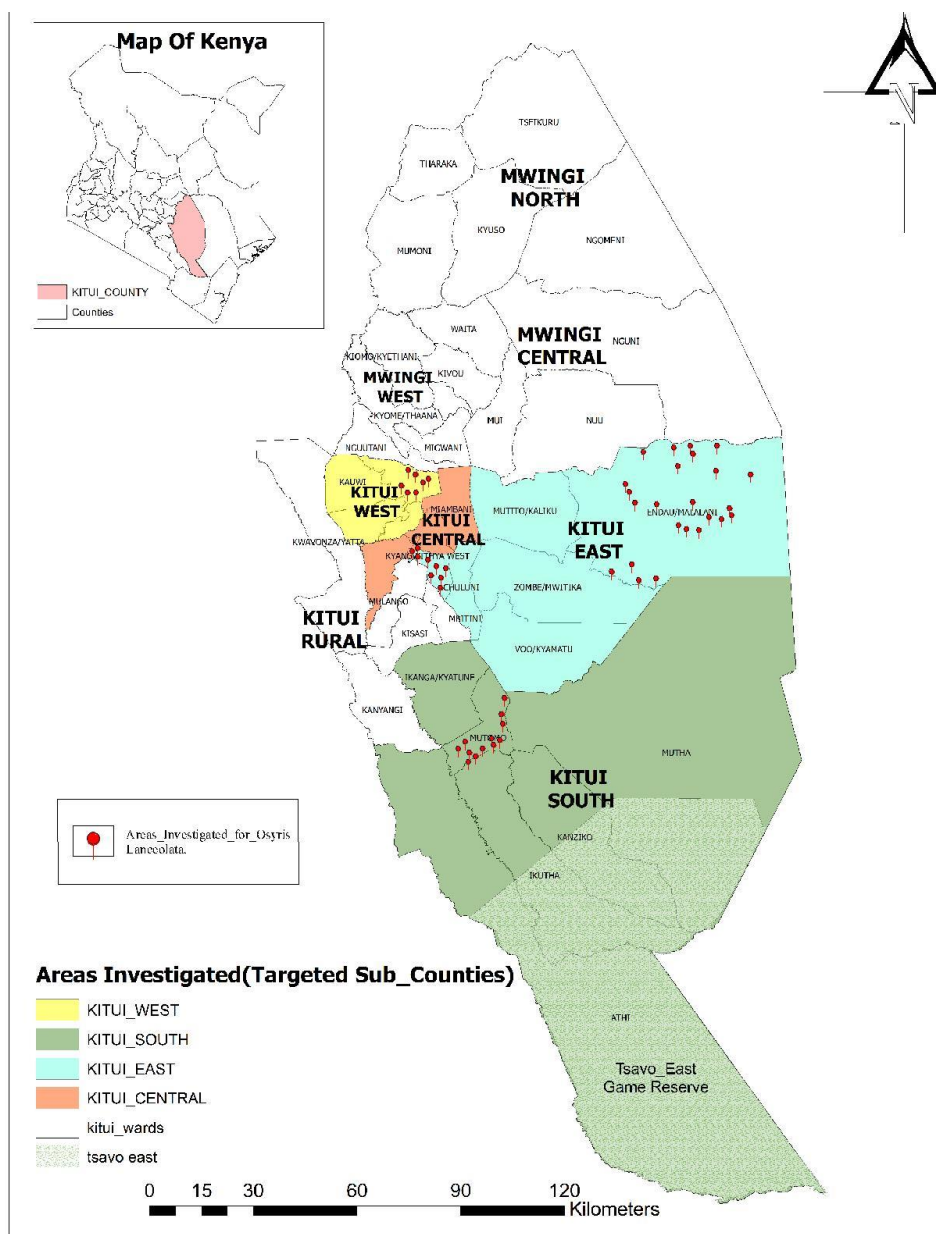 Map Of Kenya
KITUI_COUNTY
Counties
N
TSFTKURU
THARAKA
MWINGI
NORTH
KYUSO
NGOMENI
MUMONI
WAITA
MWINGI
CENTRAL
NGUNI
KIOMO/KYETHANI
KIVOU
MWINGI
WEST
KYOME/THAANA
MUI
NUU
NGUUTANI
MIGWANI
KAUWI
KITUI
WEST
MIAMBANI
KITUI
CENTRAL
MUTITO/KALIKU
ENDAU/MALALANI
KITUI
EAST
KWAVONZA/YATTA
KYANGWITHYA WEST
CHULUNI
ZOMBE/MWITIKA
MULANGO
KITUI
RURAL
KISASI
MBITINI
VOO/KYAMATU
IKANGA/KYATUNE
KANYANGI
MUTOMO
MUTHA
KITUI
SOUTH
KANZIKO
IKUTHA
Areas_Investigated_for_Osyris
Lanceolata.
ATHI
Tsavo_East
Game Reserve
Areas Investigated(Targeted Sub_Counties)
KITUI_WEST
KITUI_SOUTH
KITUI_EAST
KITUI_CENTRAL
kitui_wards
tsavo east
0 15 30 60 90 120
Kilometers